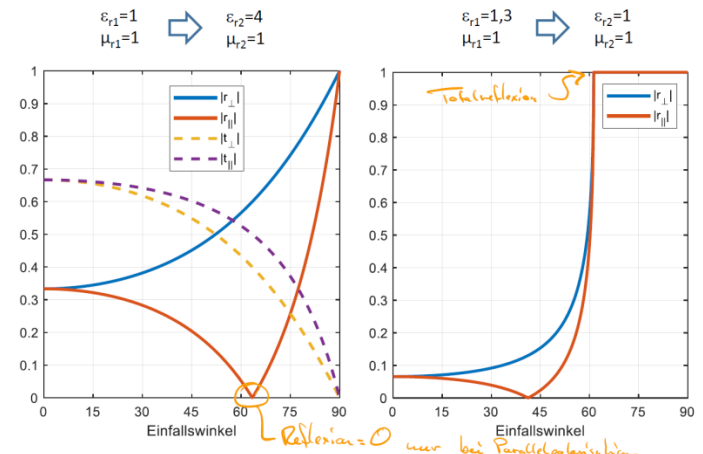 εr1=1
μr1=1
εr2=4
μr2=1
1
0.9
0.8
0.7
0.6
0.5
0.4
0.3
0.2
0.1
0
|r⊥|
|r|||
|t⊥|
|t|||
0 15 30 45 60 75 90
Einfallswinkel
εr1=1,3
μr1=1
εr2=1
μr2=1
Totalreflexion
1
0.9
0.8
0.7
0.6
0.5
0.4
0.3
0.2
0.1
0
|r⊥|
|r|||
0 15 30 45 60 75 90
Einfallswinkel
Reflexion=0 nur bei Parallelpolarisation